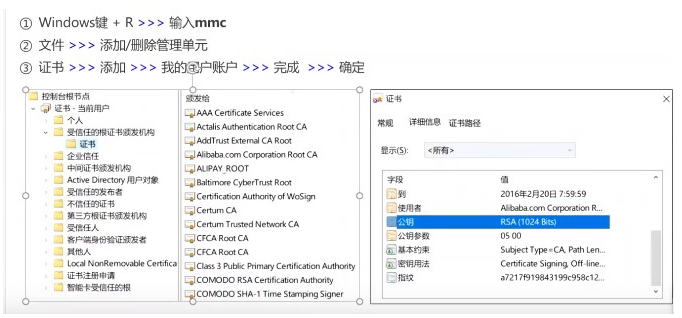 ① Windows键 + R >>> 输入mmc
② 文件 >>> 添加/删除管理单元
③ 证书 >>> 添加 >>> 我的用户账户 >>> 完成 >>> 确定
控制台根节点
证书 - 当前用户
个人
受信任的根证书颁发机构
证书
企业信任
中间证书颁发机构
Active Directory 用户对象
受信任的发布者
不信任的证书
第三方根证书颁发机构
受信任人
客户端身份验证颁发者
其他人
Local NonRemovable Certifica
证书注册申请
智能卡受信任的根
颁发给
AAA Certificate Services
Actalis Authentication Root CA
AddTrust External CA Root
Alibaba.com Corporation Root CA
ALIPAY_ROOT
Baltimore CyberTrust Root
Certification Authority of WoSign
Certum CA
Certum Trusted Network CA
CFCA Root CA
CFCA Root CA
Class 3 Public Primary Certification Authority
COMODO RSA Certification Authority
COMODO SHA-1 Time Stamping Signer
证书
常规 详细信息 证书路径
显示(S): <所有>
字段 值
到 2016年2月20日 7:59:59
使用者 Alibaba.com Corporation R...
公钥 RSA (1024 Bits)
公钥参数 05 00
基本约束 Subject Type=CA, Path Len...
密钥用法 Certificate Signing, Off-line...
指纹 a7217f919843199c958c12...